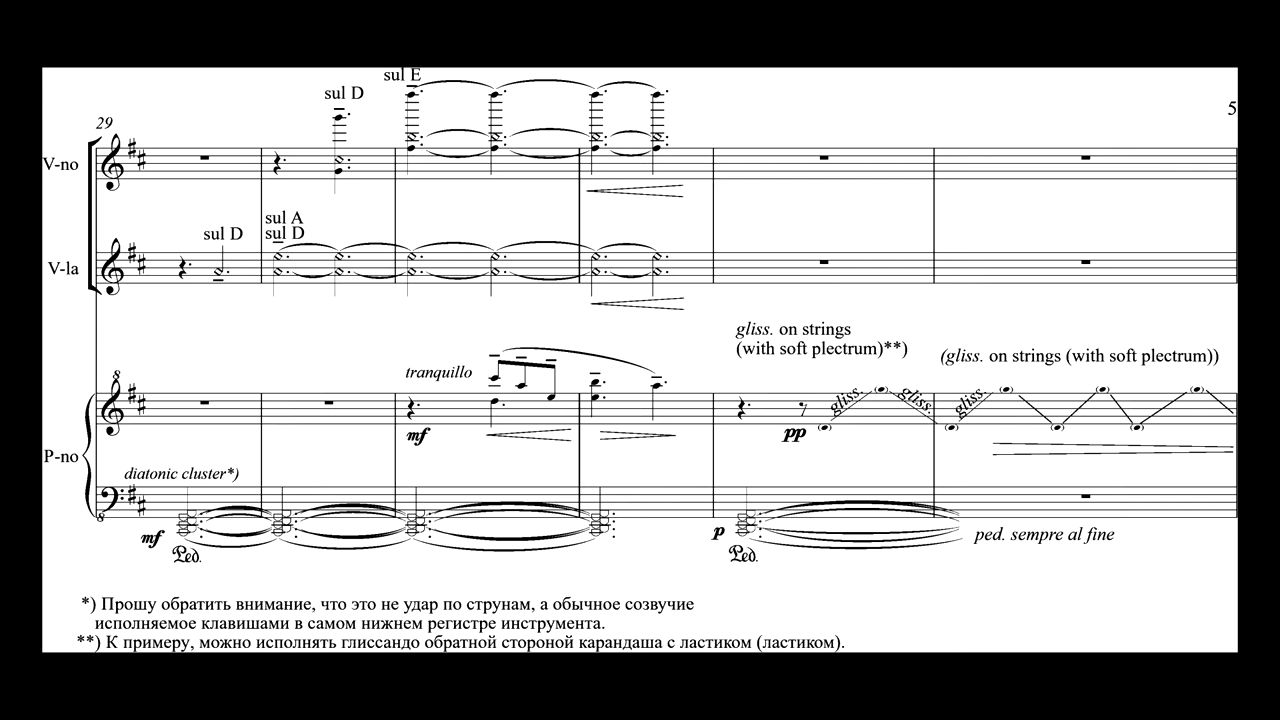 sul E
sul D
5
29
V-no
sul A
sul D
sul D
V-la
gliss. on strings
(with soft plectrum)**)
(gliss. on strings (with soft plectrum))
8
tranquillo
gliss.
gliss.
gliss.
mf
pp
P-no
diatonic cluster*)
8
mf
p
ped. sempre al fine
Ped.
Ped.
*) Прошу обратить внимание, что это не удар по струнам, а обычное созвучие
исполняемое клавишами в самом нижнем регистре инструмента.
**) К примеру, можно исполнять глиссандо обратной стороной карандаша с ластиком (ластиком).